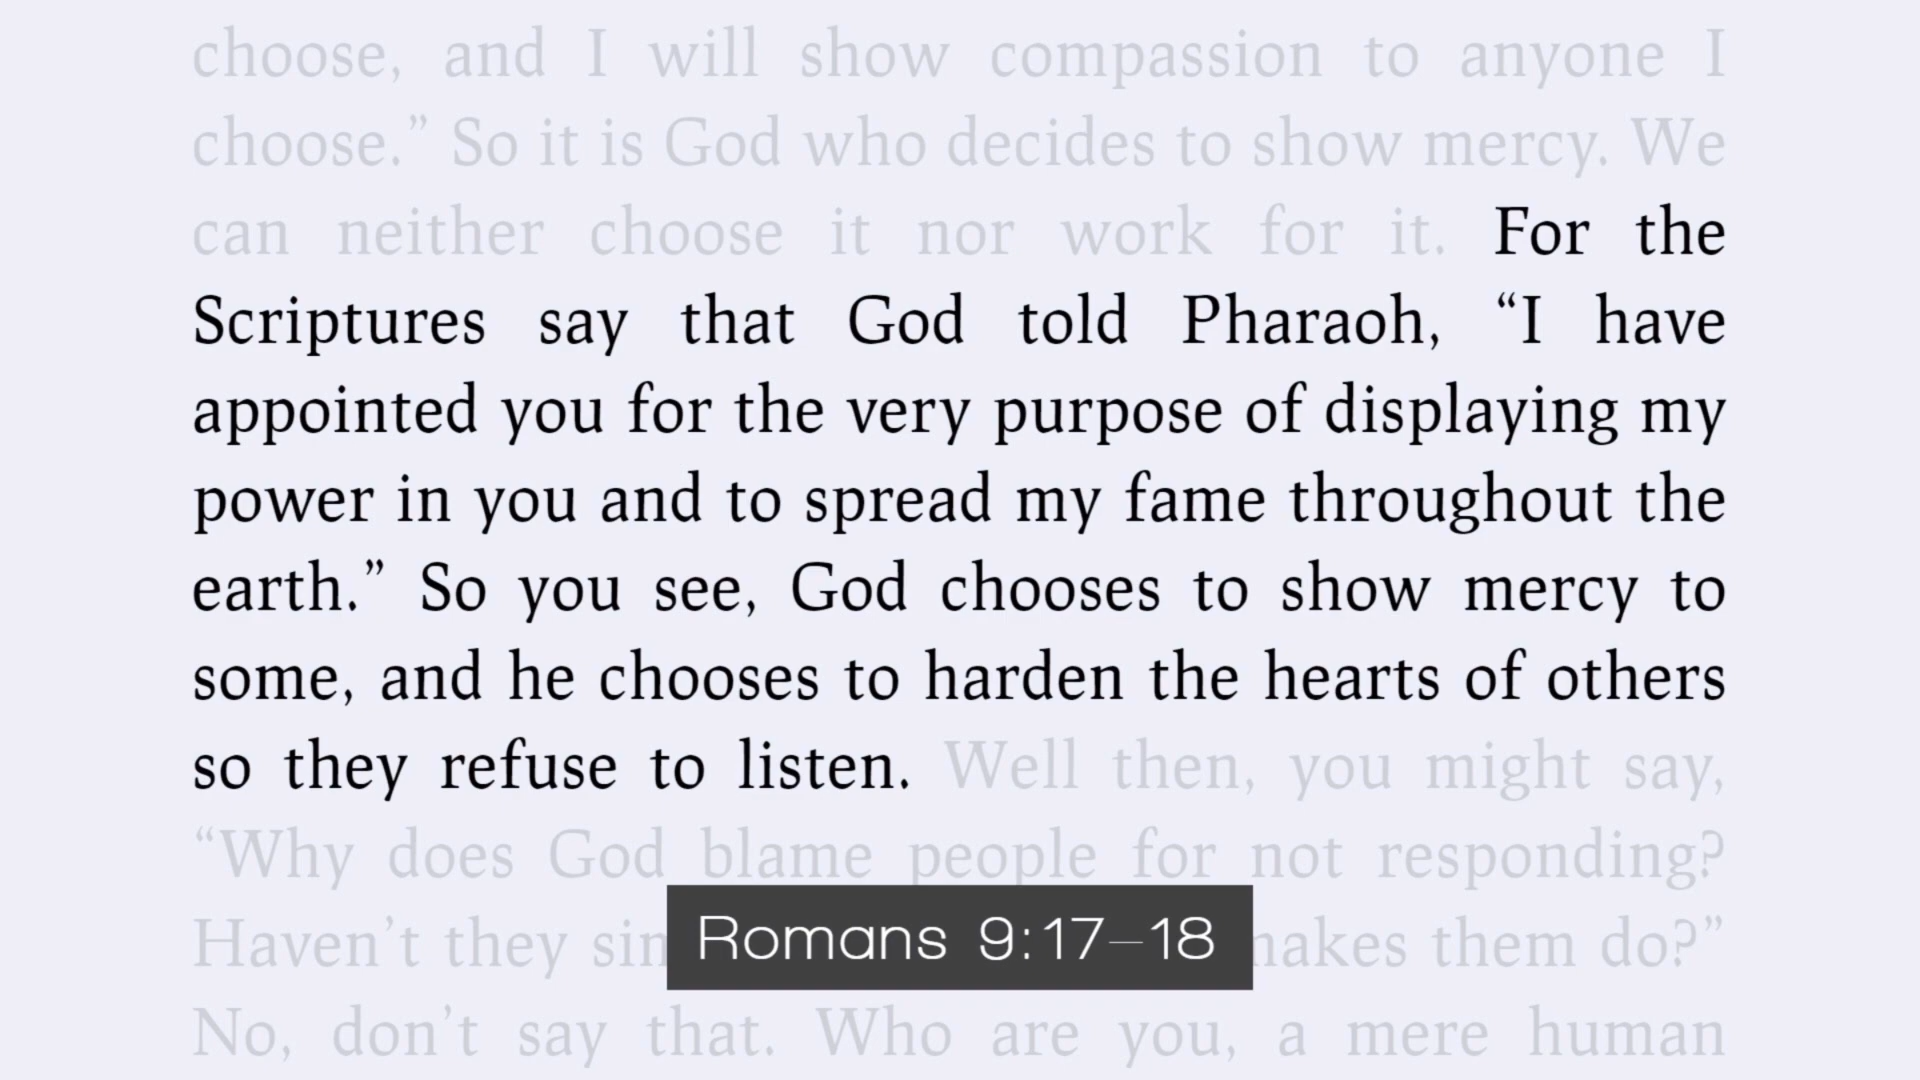 choose, and I will show compassion to anyone I
choose.” So it is God who decides to show mercy. We
can neither choose it nor work for it. For the
Scriptures say that God told Pharaoh, “I have
appointed you for the very purpose of displaying my
power in you and to spread my fame throughout the
earth.” So you see, God chooses to show mercy to
some, and he chooses to harden the hearts of others
so they refuse to listen. Well then, you might say,
“Why does God blame people for not responding?
Haven’t they makes them do?”
Romans 9:17–18
No, don’t say that. Who are you, a mere human